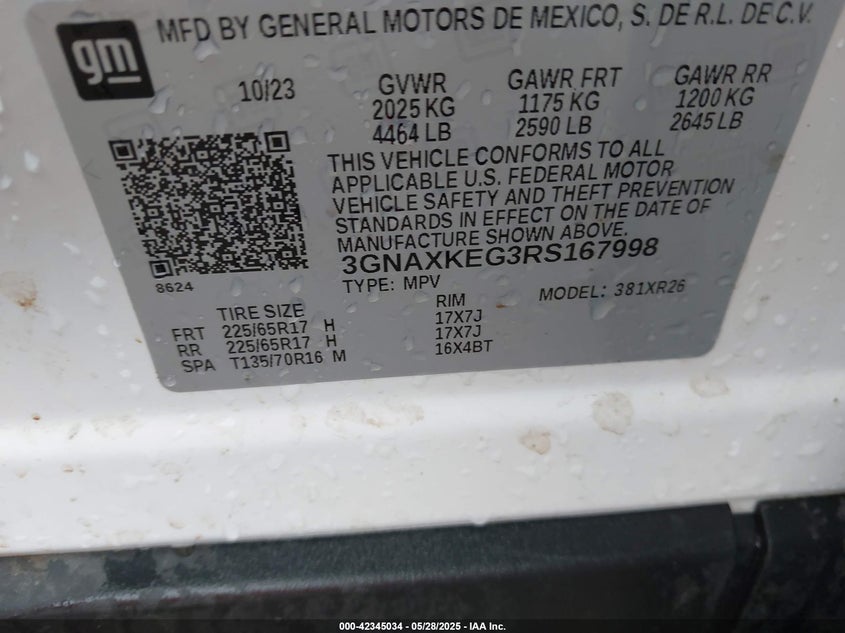 gm
MFD BY GENERAL MOTORS DE MEXICO, S. DE R.L. DE C.V.
10/23 GVWR GAWR FRT GAWR RR
2025 KG 1175 KG 1200 KG
4464 LB 2590 LB 2645 LB
THIS VEHICLE CONFORMS TO ALL
APPLICABLE U.S. FEDERAL MOTOR
VEHICLE SAFETY AND THEFT PREVENTION
STANDARDS IN EFFECT ON THE DATE OF
MANUFACTURE SHOWN ABOVE.
3GNAXKEG3RS167998
8624
TYPE: MPV MODEL: 381XR26
TIRE SIZE RIM
FRT 225/65R17 H 17X7J
RR 225/65R17 H 17X7J
SPA T135/70R16 M 16X4BT
000-42345034 - 05/28/2025 - IAA Inc.